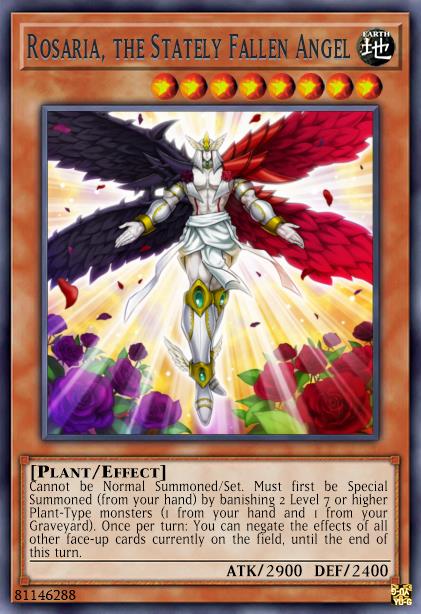 Rosaria, the Stately Fallen Angel
EARTH
地
[Plant/Effect]
Cannot be Normal Summoned/Set. Must first be Special
Summoned (from your hand) by banishing 2 Level 7 or higher
Plant-Type monsters (1 from your hand and 1 from your
Graveyard). Once per turn: You can negate the effects of all
other face-up cards currently on the field, until the end of
this turn.
ATK/2900 DEF/2400
81146288